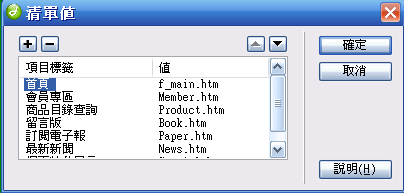 清單值
項目標籤 值
首頁 f_main.htm
會員專區 Member.htm
商品目錄查詢 Product.htm
留言版 Book.htm
訂閱電子報 Paper.htm
最新新聞 News.htm
確定
取消
說明(H)